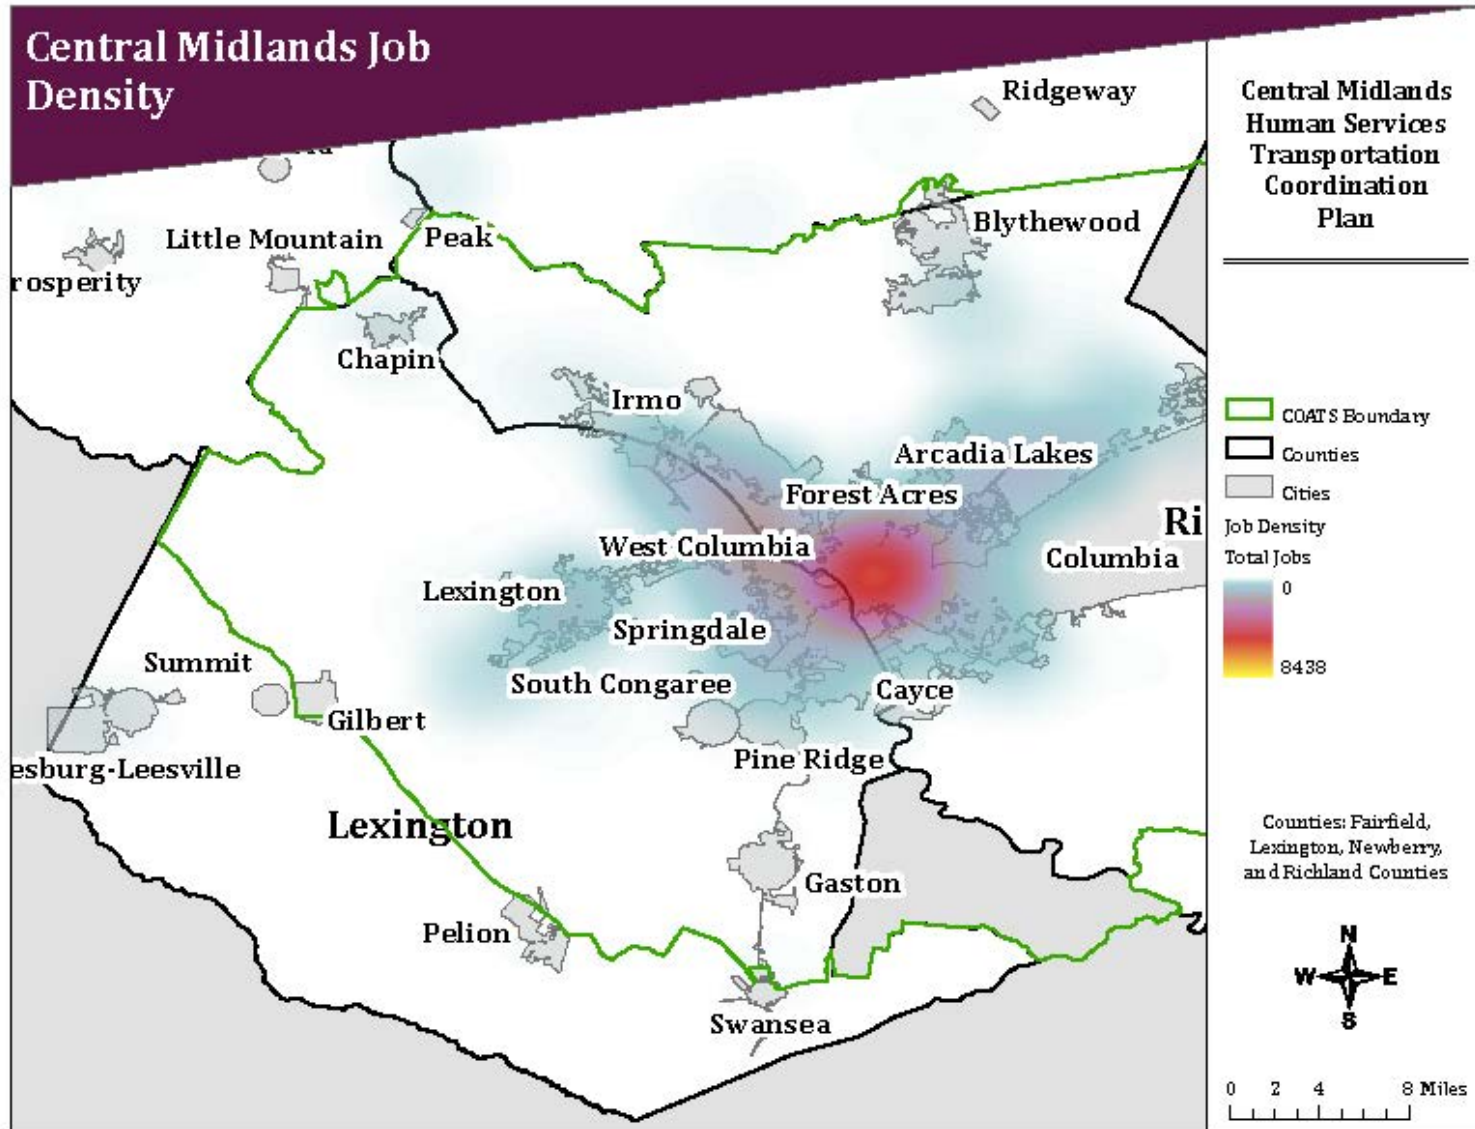 Central Midlands Job
Density
Ridgeway
Little Mountain
Peak
Blythewood
rosperity
Chapin
Irmo
Arcadia Lakes
Forest Acres
Ri
West Columbia
Columbia
Lexington
Springdale
Summit
South Congaree
Cayce
Gilbert
Pine Ridge
esburg-Leesville
Lexington
Gaston
Pelion
Swansea
Central Midlands
Human Services
Transportation
Coordination
Plan
COATS Boundary
Counties
Cities
Job Density
Total Jobs
0
8438
Counties: Fairfield,
Lexington, Newberry,
and Richland Counties
N
W E
S
0 2 4 8 Miles